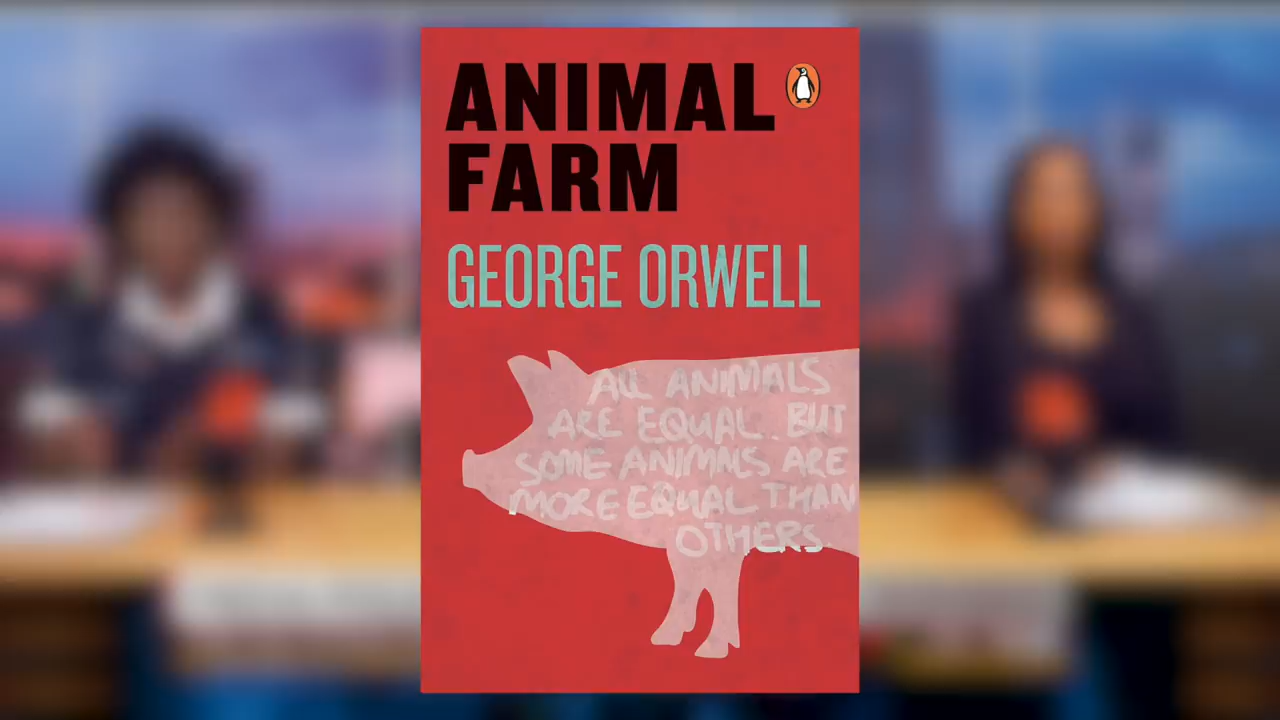 ANIMAL
FARM
GEORGE ORWELL
ALL ANIMALS
ARE EQUAL.. BUT
SOME ANIMALS ARE
MORE EQUAL THAN
OTHERS.